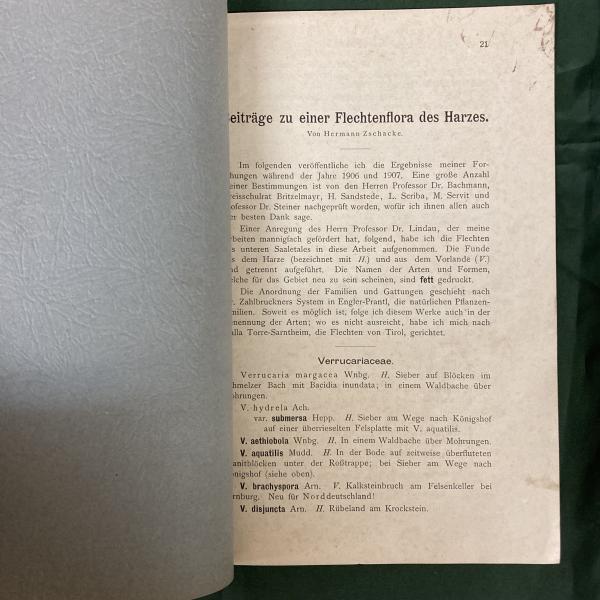 21
eiträge zu einer Flechtenflora des Harzes.
Von Hermann Zschacke.
Im folgenden veröffentliche ich die Ergebnisse meiner For-
hungen während der Jahre 1906 und 1907. Eine große Anzahl
einer Bestimmungen ist von den Herren Professor Dr. Bachmann,
reisschulrat Britzelmayr, H. Sandstede, L. Scriba, M. Servit und
rofessor Dr. Steiner nachgeprüft worden, wofür ich ihnen allen auch
er besten Dank sage.
Einer Anregung des Herrn Professor Dr. Lindau, der meine
rbeiten mannigfach gefördert hat, folgend, habe ich die Flechten
s unteren Saaletales in diese Arbeit aufgenommen. Die Funde
s dem Harze (bezeichnet mit H.) und aus dem Vorlande (V.)
nd getrennt aufgeführt. Die Namen der Arten und Formen,
elche für das Gebiet neu zu sein scheinen, sind fett gedruckt.
Die Anordnung der Familien und Gattungen geschieht nach
r. Zahlbruckners System in Engler-Prantl, die natürlichen Pflanzen-
milien. Soweit es möglich ist, folge ich diesem Werke auch in der
enennung der Arten; wo es nicht ausreicht, habe ich mich nach
alla Torre-Sarntheim, die Flechten von Tirol, gerichtet.
Verrucariaceae.
Verrucaria margacea Wnbg. H. Sieber auf Blöcken im
hmelzer Bach mit Bacidia inundata; in einem Waldbache über
ohrungen.
V. hydrela Ach.
var. submersa Hepp. H. Sieber am Wege nach Königshof
auf einer überrieselten Felsplatte mit V. aquatilis.
V. aethiobola Wnbg. H. In einem Waldbache über Mohrungen.
V. aquatilis Mudd. H. In der Bode auf zeitweise überfluteten
anitblöcken unter der Roßtrappe; bei Sieber am Wege nach
önigshof (siehe oben).
V. brachyspora Arn. V. Kalksteinbruch am Felsenkeller bei
rnburg. Neu für Norddeutschland!
V. disjuncta Arn. H. Rübeland am Krockstein.